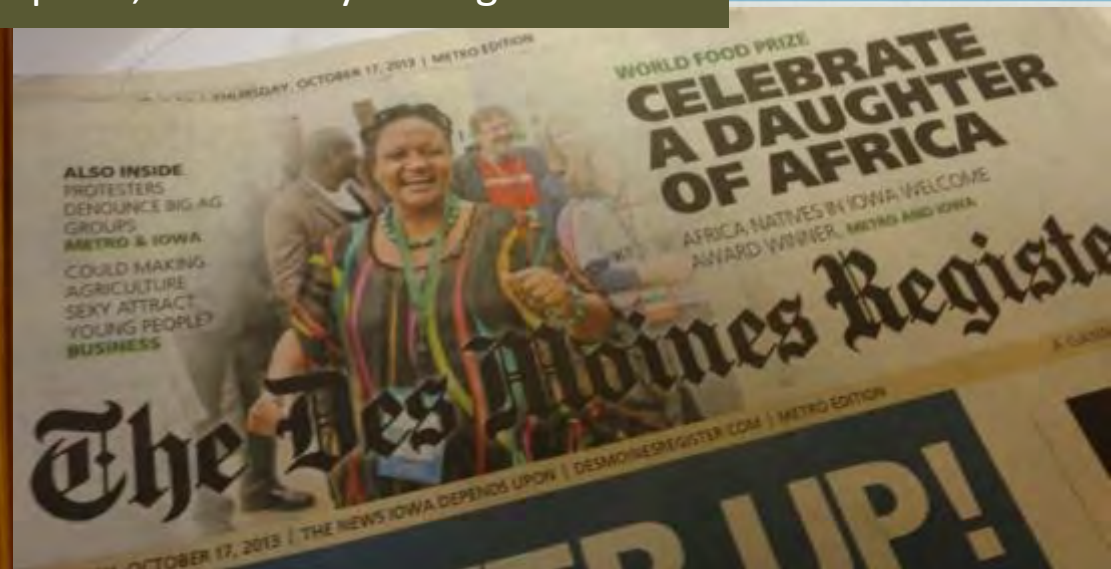 THURSDAY, OCTOBER 17, 2013 | METRO EDITION
ALSO INSIDE
PROTESTERS
DENOUNCE BIG AG
GROUPS
METRO & IOWA
COULD MAKING
AGRICULTURE
SEXY ATTRACT
YOUNG PEOPLE?
BUSINESS
WORLD FOOD PRIZE
CELEBRATE
A DAUGHTER
OF AFRICA
AFRICA NATIVES IN IOWA WELCOME
AWARD WINNER. METRO AND IOWA
The Des Moines Registe
OCTOBER 17, 2013 | THE NEWS IOWA DEPENDS UPON | DESMOINESREGISTER.COM | METRO EDITION
UP!